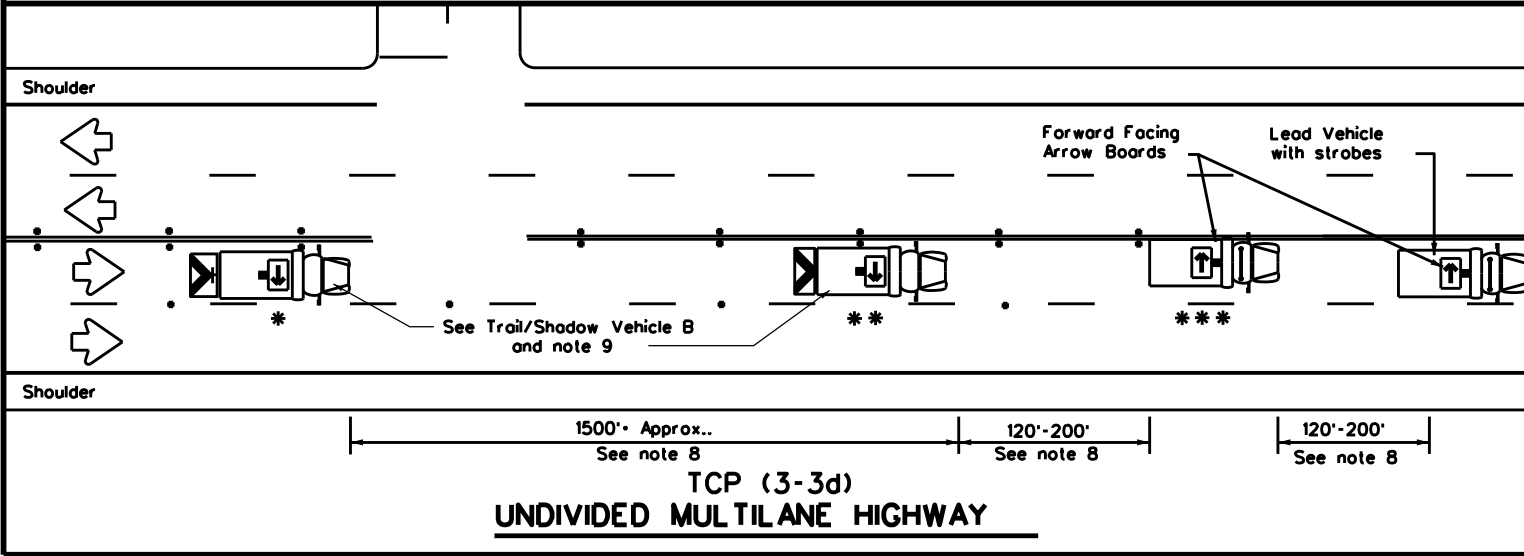 Shoulder
Forward Facing
Arrow Boards
Lead Vehicle
with strobes
*
* *
* * *
See Trail/Shadow Vehicle B
and note 9
Shoulder
1500'+ Approx..
See note 8
120'-200'
See note 8
120'-200'
See note 8
TCP (3-3d)
UNDIVIDED MULTILANE HIGHWAY